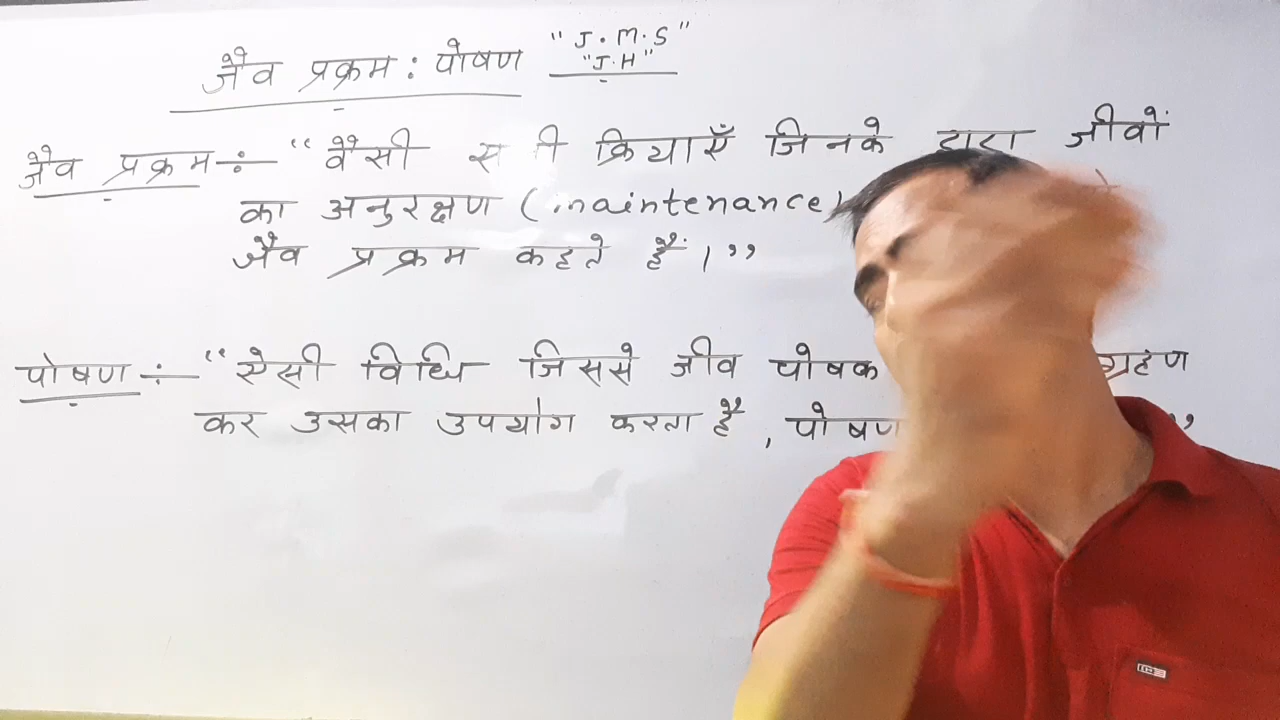 जैव प्रक्रम : पोषण "J.M.S"
"J.H"
जैव प्रक्रम ÷ “ वैसी क्रियाएँ जिनके द्वारा जीवों
का अनुरक्षण ( maintenance )
जैव प्रक्रम कहते हैं। ”
पोषण ÷ “ ऐसी विधि जिससे जीव पोषक ग्रहण
कर उसका उपयोग करता है , पोषण ”